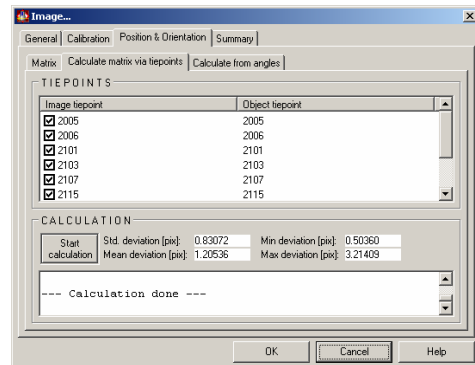 Image...
General Calibration Position & Orientation Summary
Matrix Calculate matrix via tiepoints Calculate from angles
TIEPOINTS
Image tiepoint Object tiepoint
2005 2005
2006 2006
2101 2101
2103 2103
2107 2107
2115 2115
CALCULATION
Start calculation
Std. deviation [pix]: 0.83072 Min deviation [pix]: 0.50360
Mean deviation [pix]: 1.20536 Max deviation [pix]: 3.21409
--- Calculation done ---
OK Cancel Help